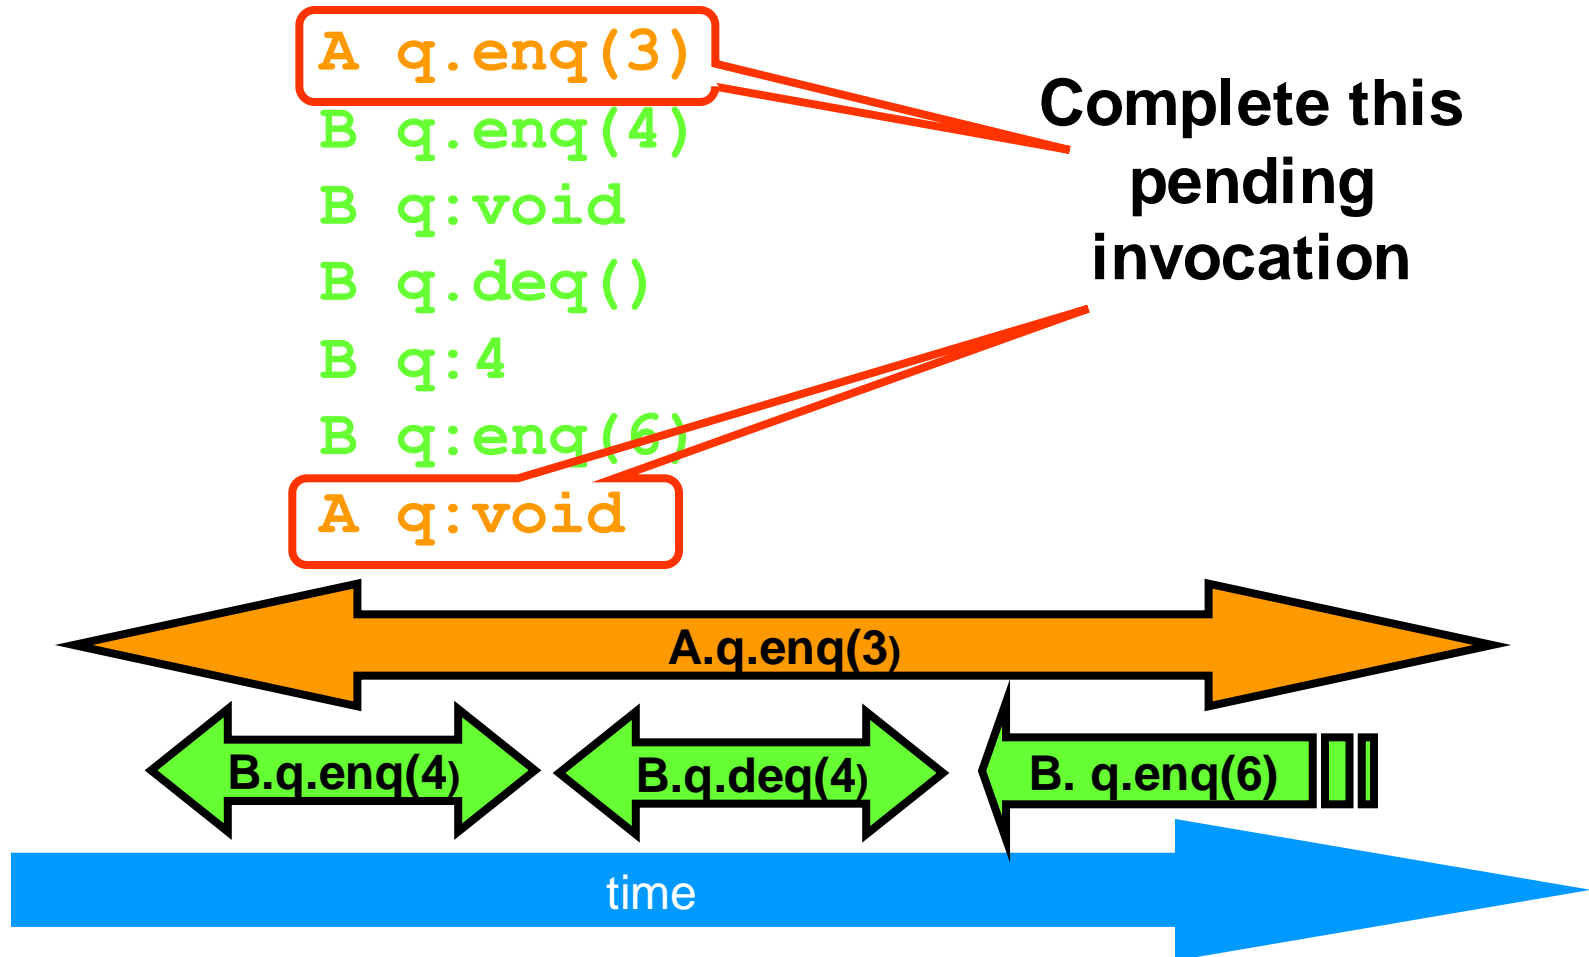 A q.enq(3)
B q.enq(4)
B q:void
B q.deq()
B q:4
B q:enq(6)
A q:void
Complete this
pending
invocation
A.q.enq(3)
B.q.enq(4)
B.q.deq(4)
B. q.enq(6)
time